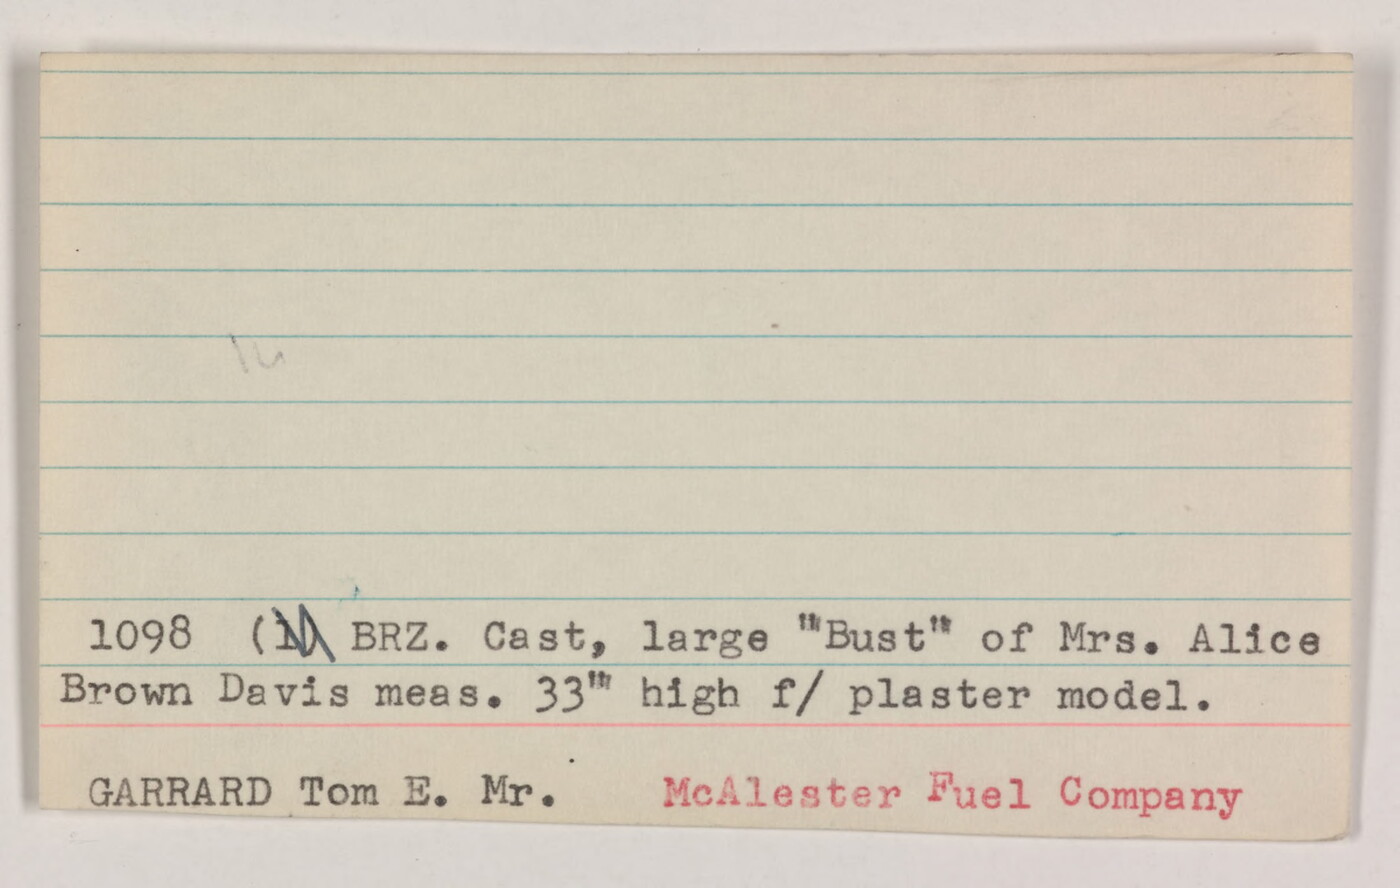 1098 (1) BRZ. Cast, large "Bust" of Mrs. Alice
Brown Davis meas. 33" high f/ plaster model.
GARRARD Tom E. Mr. McAlester Fuel Company